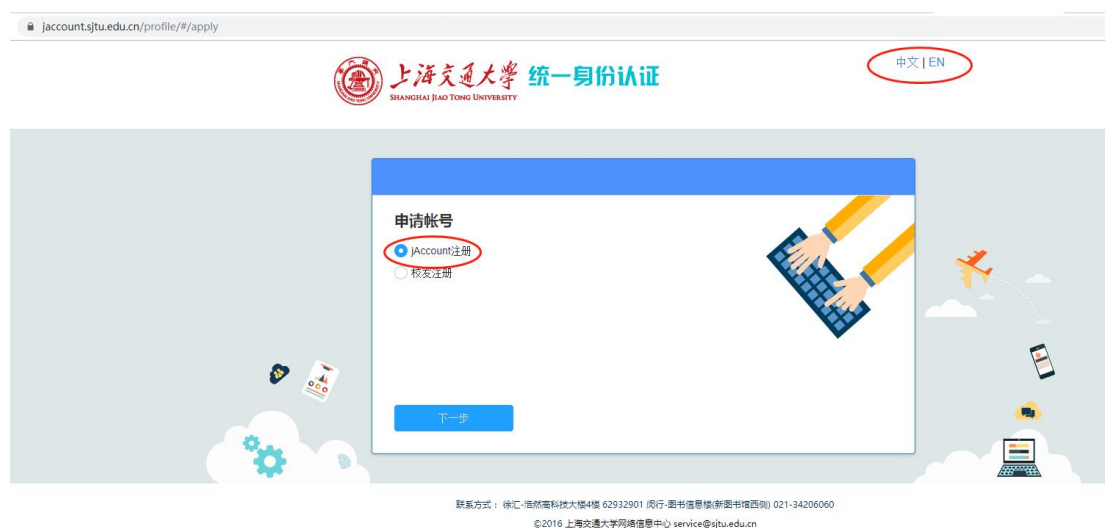 jaccount.sjtu.edu.cn/profile/#/apply
中文 | EN
上海交通大学 统一身份认证
SHANGHAI JIAO TONG UNIVERSITY
申请帐号
jAccount注册
校友注册
下一步
联系方式： 徐汇-浩然高科技大楼4楼 62932901 闵行-图书信息楼(新图书馆西侧) 021-34206060
©2016 上海交通大学网络信息中心 service@sjtu.edu.cn